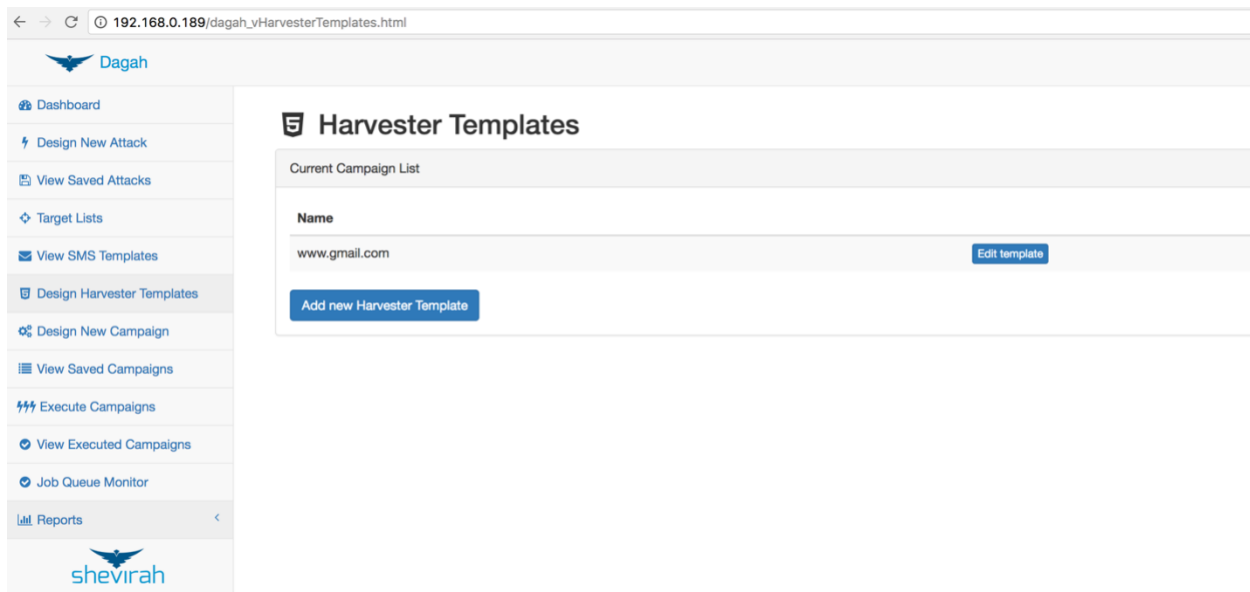 192.168.0.189/dagah_vHarvesterTemplates.html
Dagah
Dashboard
Design New Attack
View Saved Attacks
Target Lists
View SMS Templates
Design Harvester Templates
Design New Campaign
View Saved Campaigns
Execute Campaigns
View Executed Campaigns
Job Queue Monitor
Reports
shevirah
Harvester Templates
Current Campaign List
Name
www.gmail.com Edit template
Add new Harvester Template